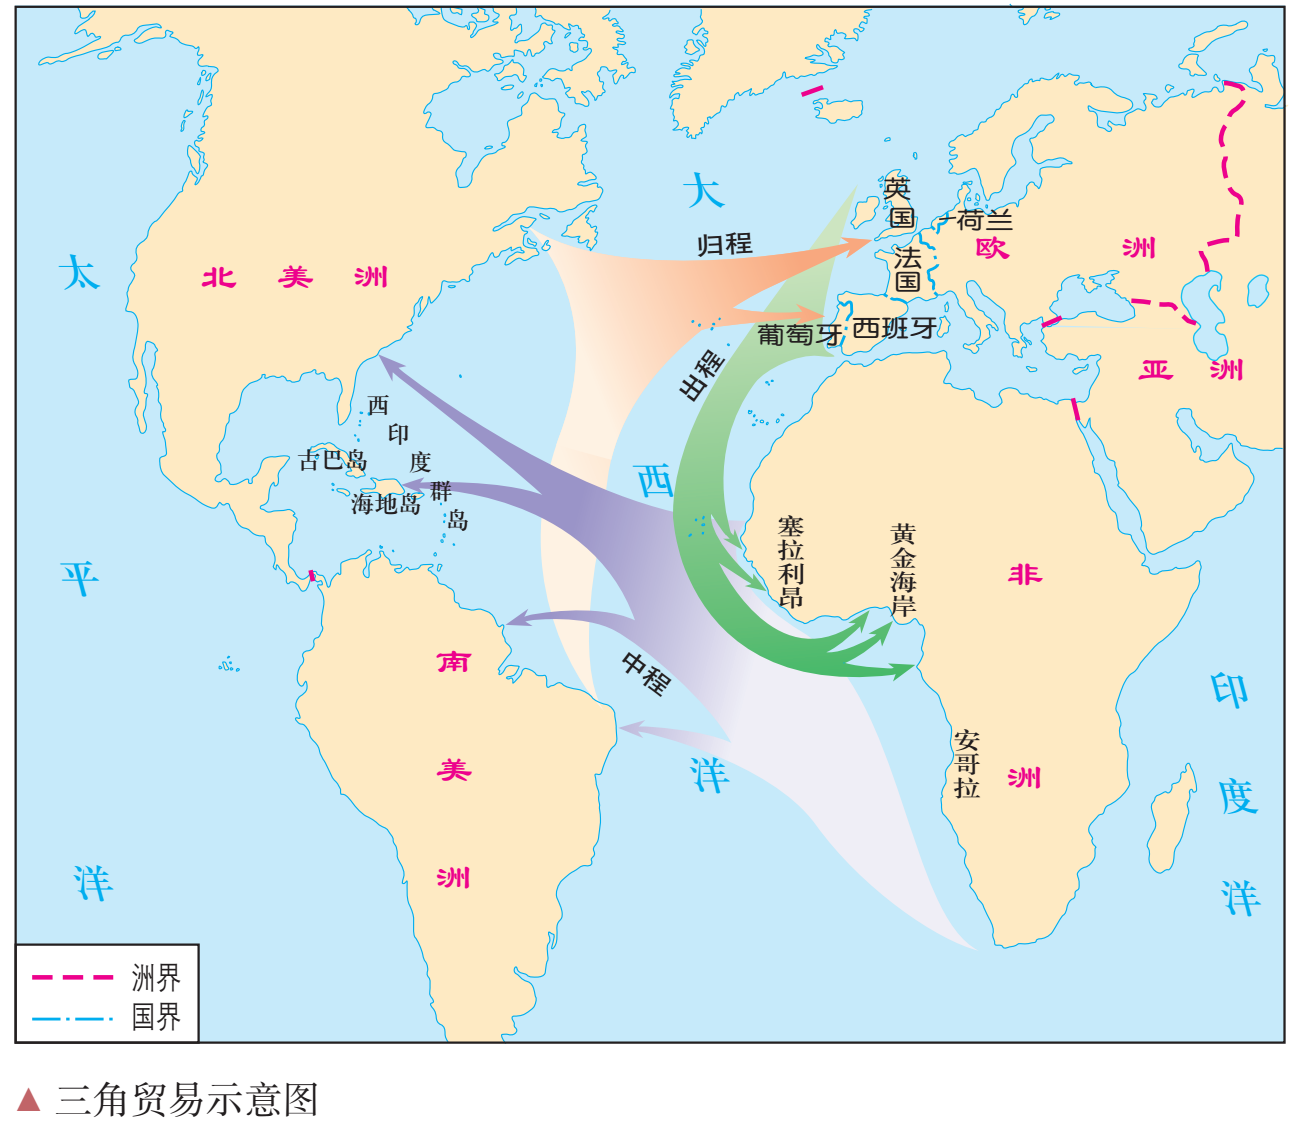 大西洋
太平洋
印度洋
北美洲
南美洲
欧洲
亚洲
非洲
英国
荷兰
法国
葡萄牙
西班牙
归程
出程
中程
西印度群岛
古巴岛
海地岛
塞拉利昂
黄金海岸
安哥拉
洲界
国界
▲ 三角贸易示意图